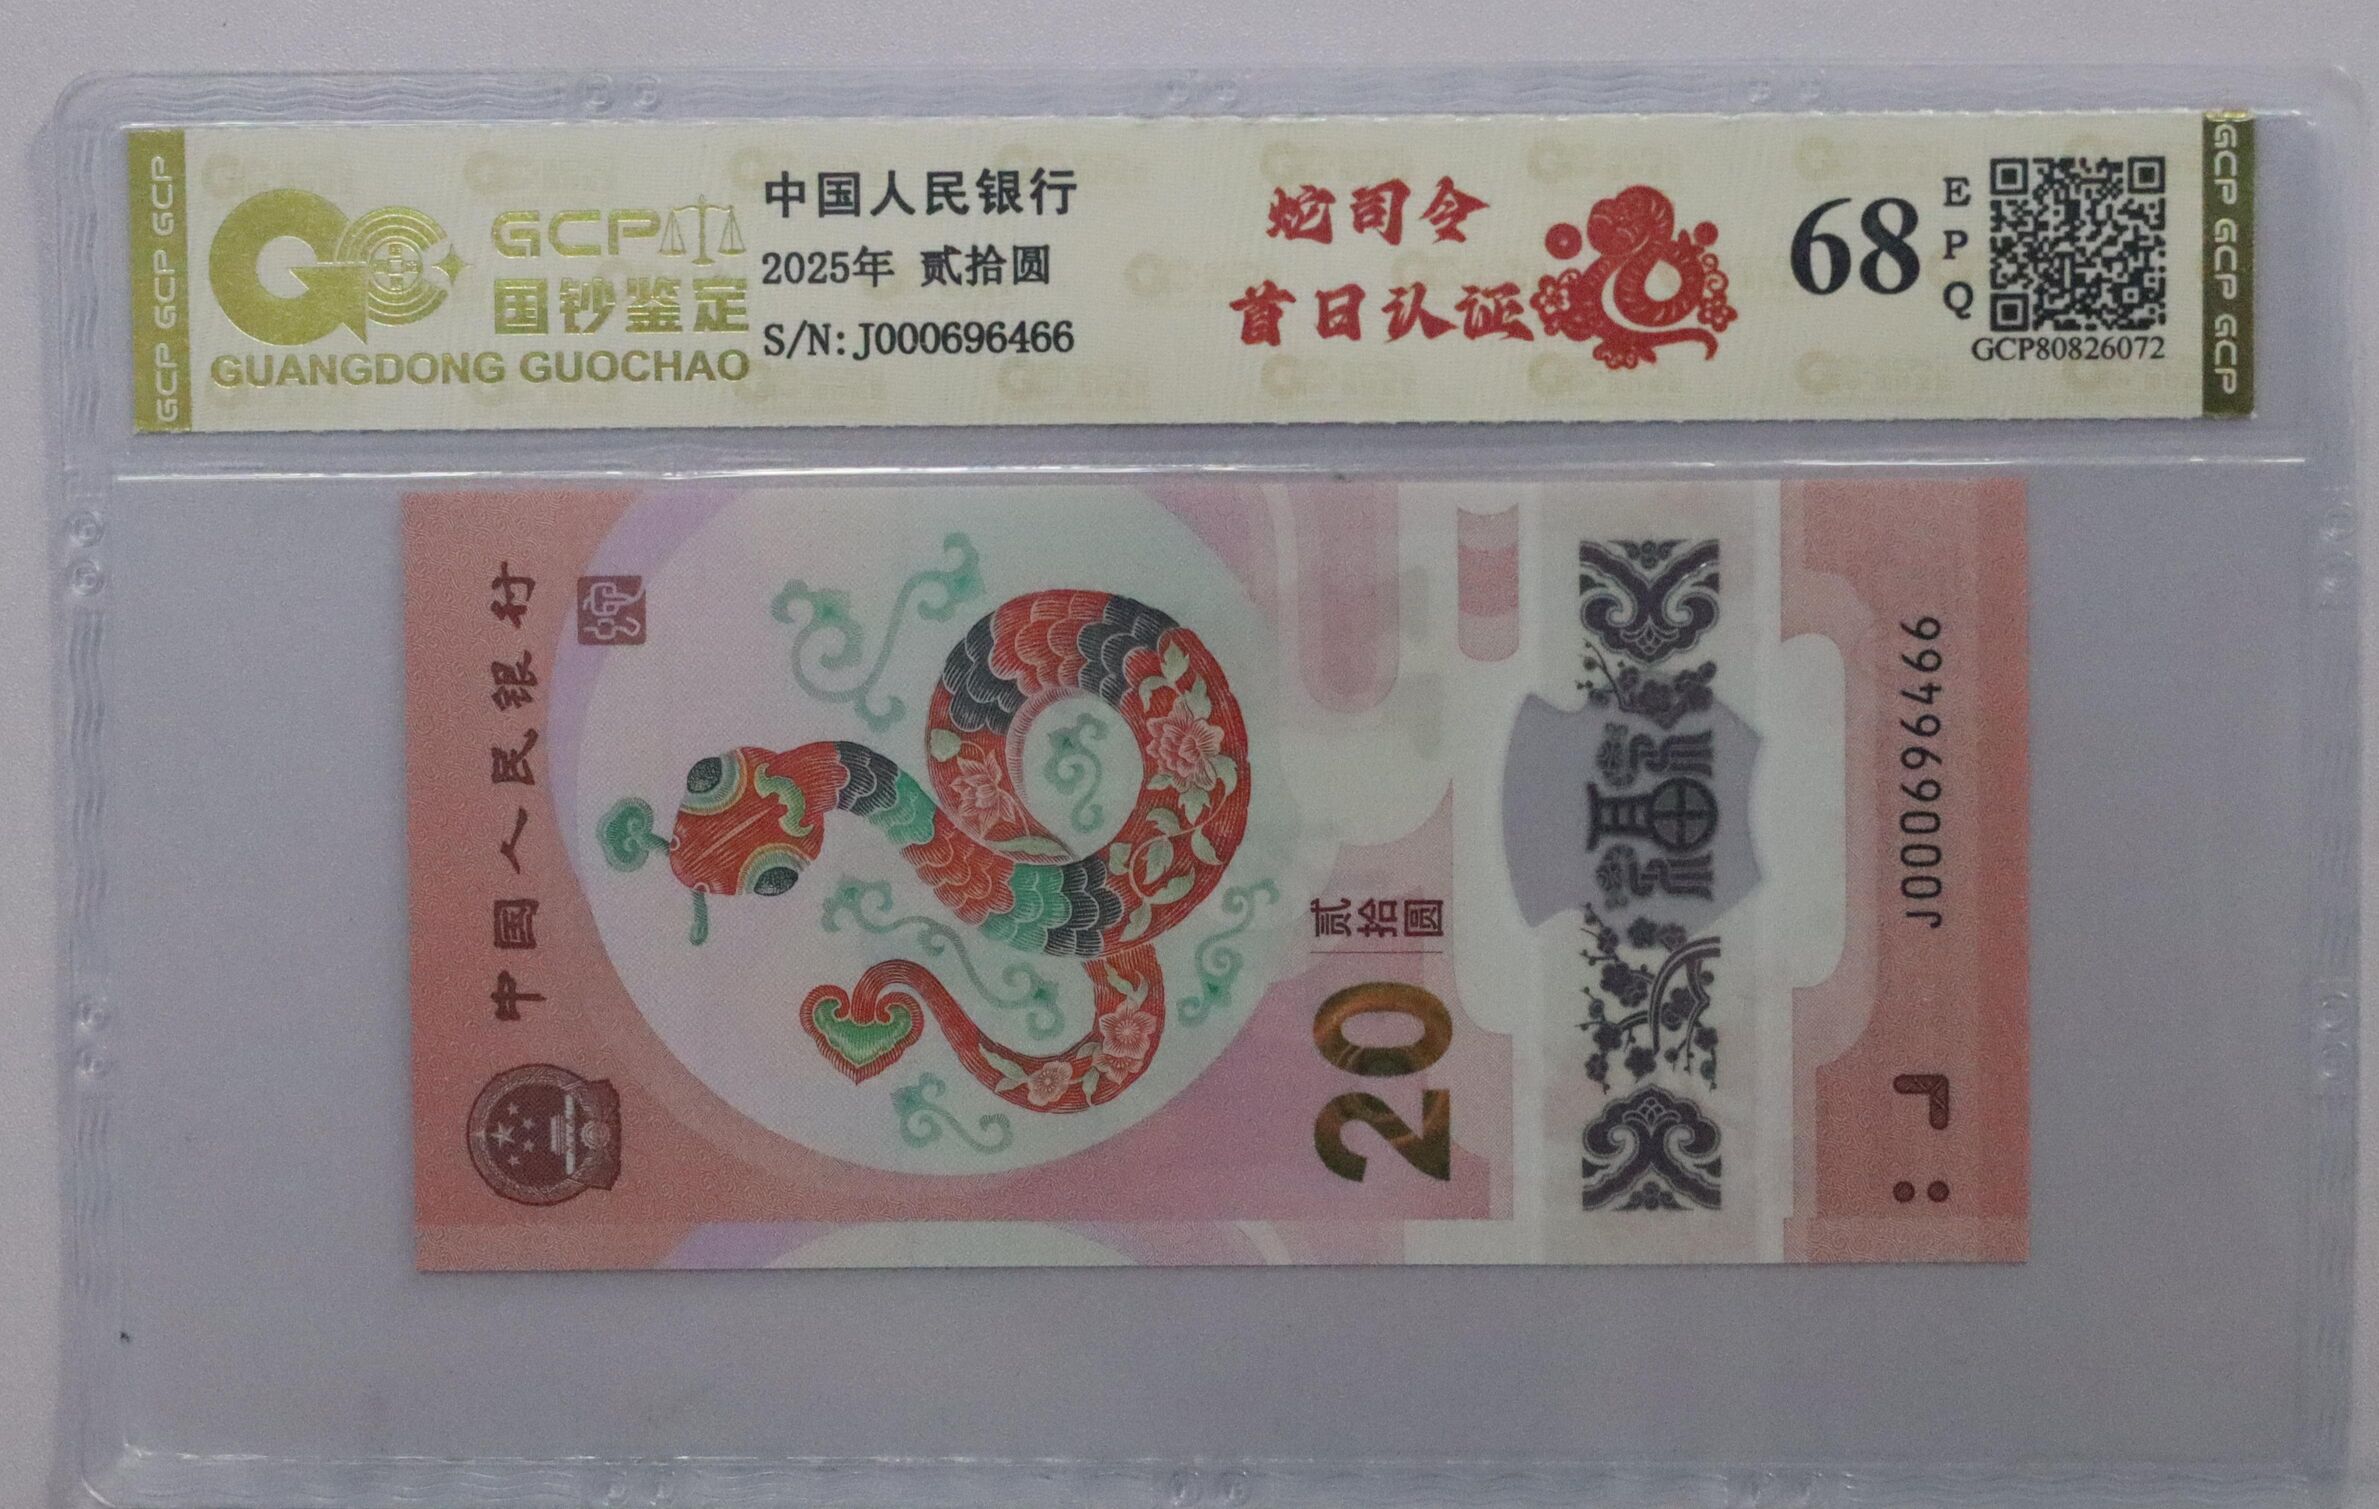 GCP GCP GCP
GCP
国钞鉴定
GUANGDONG GUOCHAO
中国人民银行
2025年 贰拾圆
S/N:J000696466
蛇司令
首日认证
68
EPQ
GCP80826072
GCP GCP GCP
中国人民银行
20
贰拾圆
J000696466